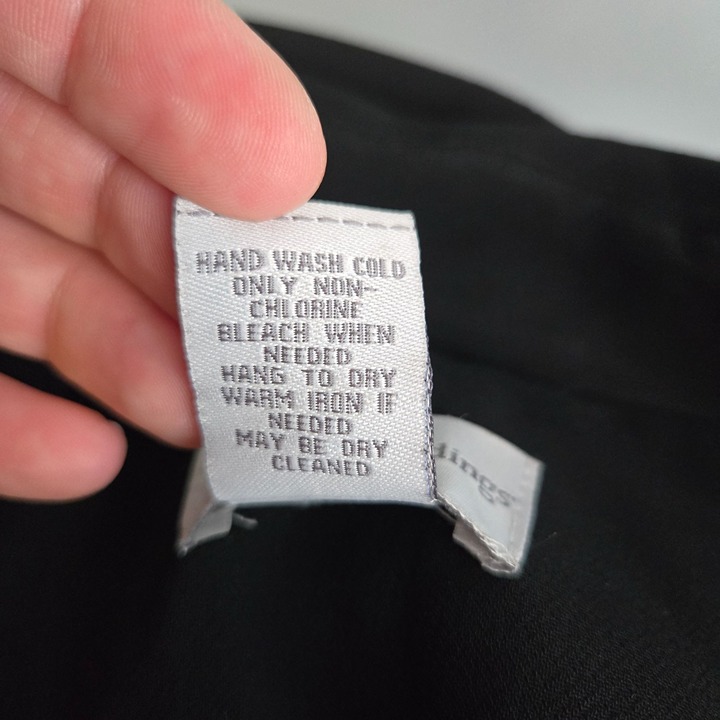 HAND WASH COLD
ONLY NON-
CHLORINE
BLEACH WHEN
NEEDED
HANG TO DRY
WARM IRON IF
NEEDED
MAY BE DRY
CLEANED